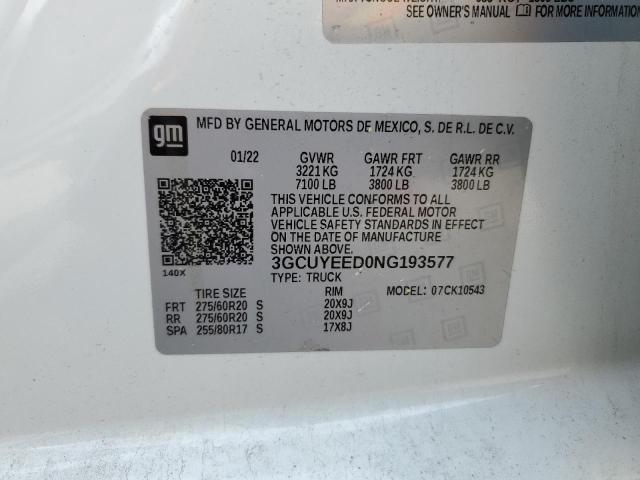 SEE OWNER'S MANUAL FOR MORE INFORMATION
gm
MFD BY GENERAL MOTORS DE MEXICO, S. DE R.L. DE C.V.
01/22 GVWR GAWR FRT GAWR RR
3221 KG 1724 KG 1724 KG
7100 LB 3800 LB 3800 LB
THIS VEHICLE CONFORMS TO ALL
APPLICABLE U.S. FEDERAL MOTOR
VEHICLE SAFETY STANDARDS IN EFFECT
ON THE DATE OF MANUFACTURE
SHOWN ABOVE.
140X
3GCUYEED0NG193577
TYPE: TRUCK
TIRE SIZE RIM MODEL: 07CK10543
FRT 275/60R20 S 20X9J
RR 275/60R20 S 20X9J
SPA 255/80R17 S 17X8J